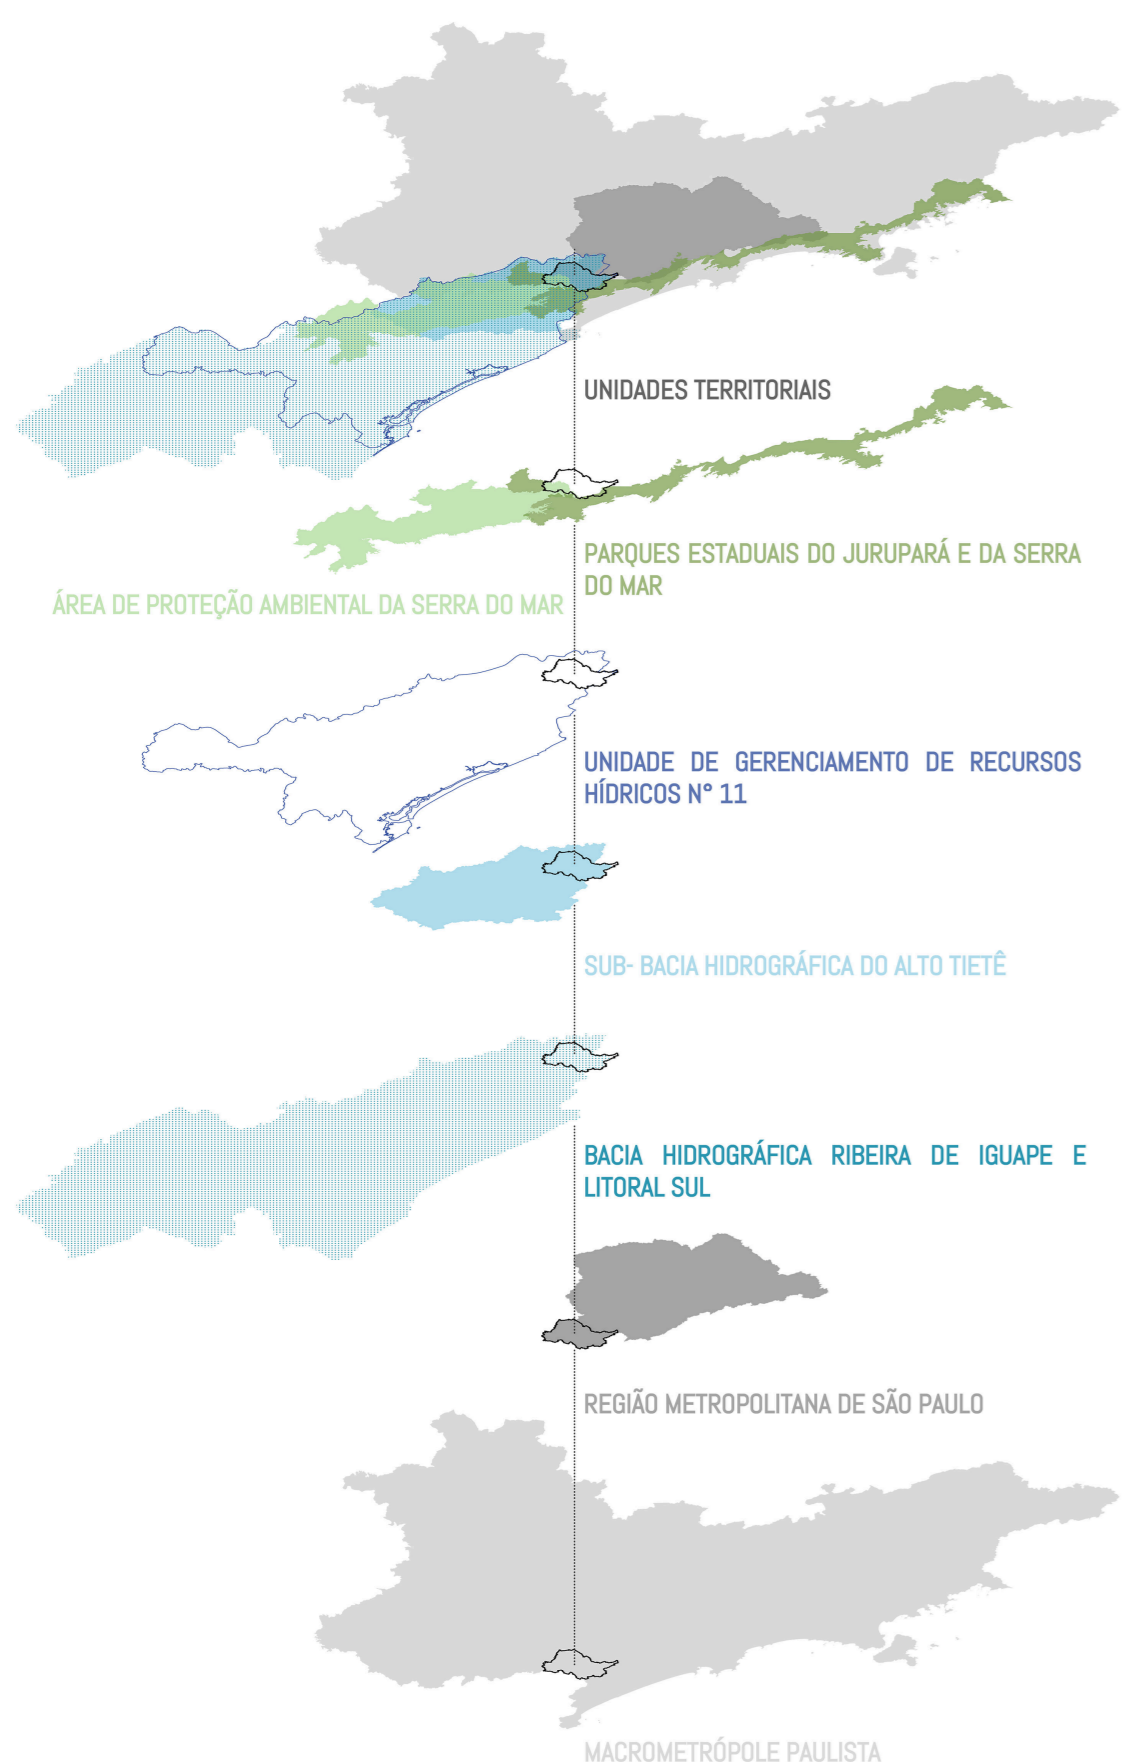 UNIDADES TERRITORIAIS
PARQUES ESTADUAIS DO JURUPARÁ E DA SERRA
DO MAR
ÁREA DE PROTEÇÃO AMBIENTAL DA SERRA DO MAR
UNIDADE DE GERENCIAMENTO DE RECURSOS
HÍDRICOS N° 11
SUB- BACIA HIDROGRÁFICA DO ALTO TIETÊ
BACIA HIDROGRÁFICA RIBEIRA DE IGUAPE E
LITORAL SUL
REGIÃO METROPOLITANA DE SÃO PAULO
MACROMETRÓPOLE PAULISTA